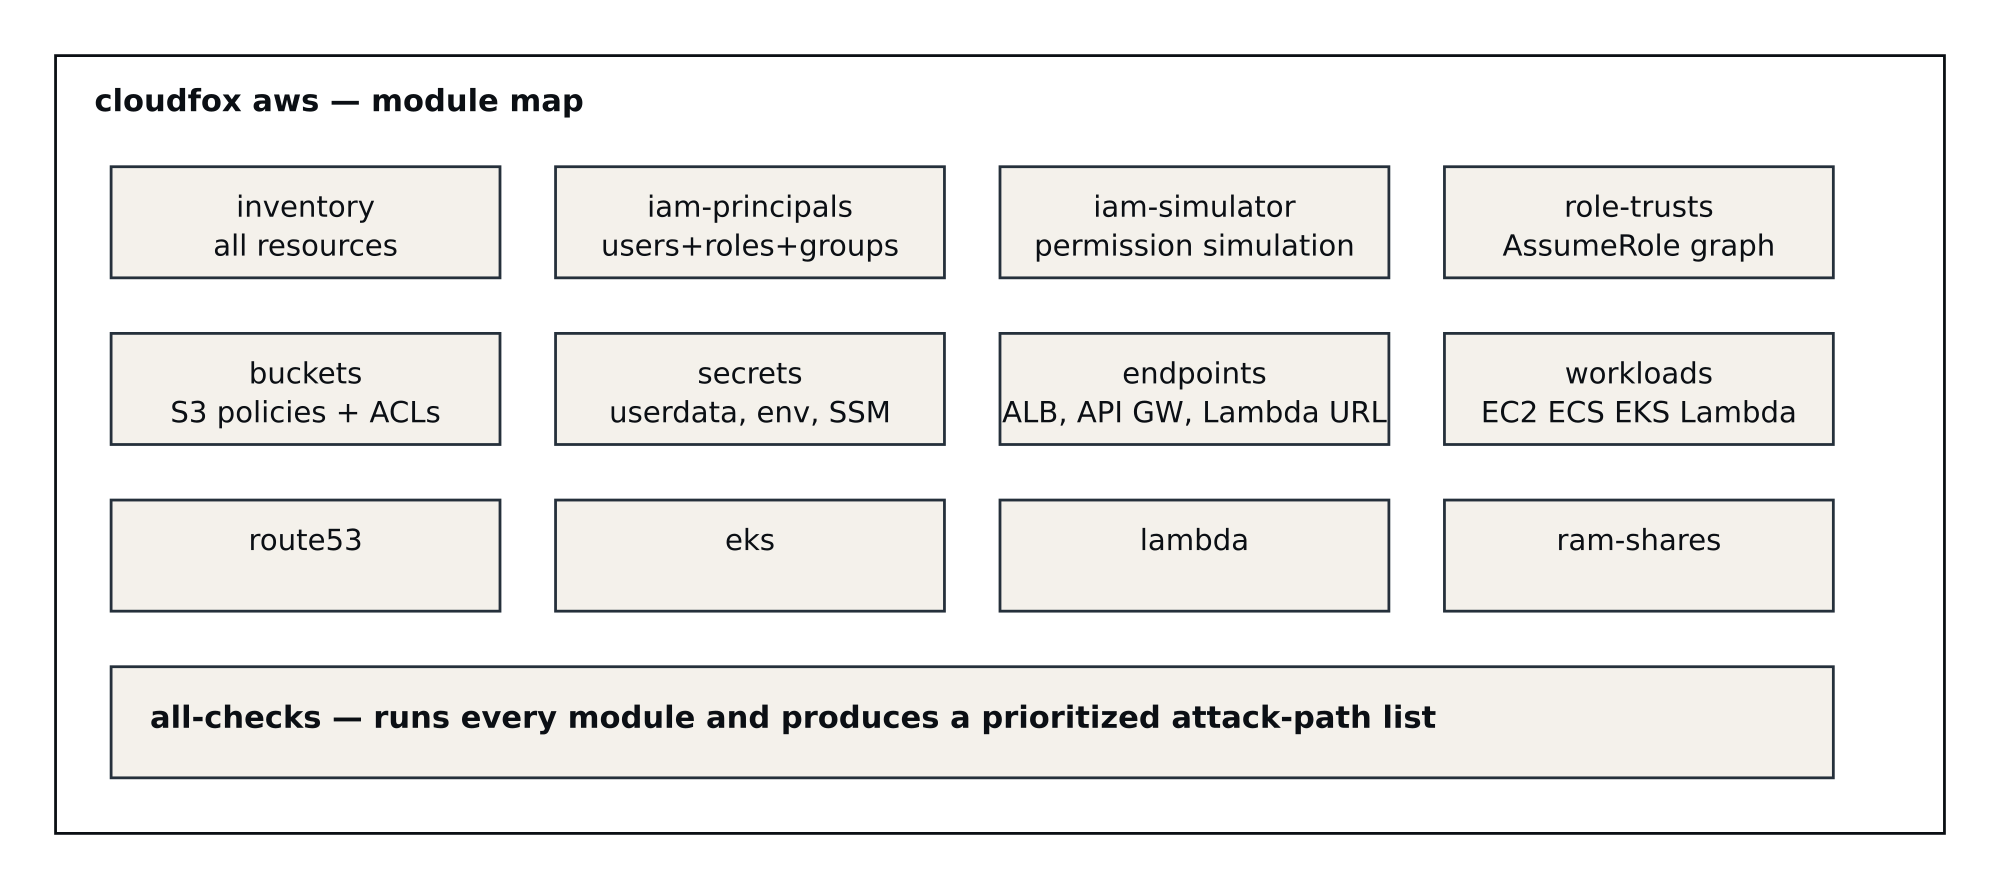 cloudfox aws — module map
inventory
all resources
iam-principals
users+roles+groups
iam-simulator
permission simulation
role-trusts
AssumeRole graph
buckets
S3 policies + ACLs
secrets
userdata, env, SSM
endpoints
ALB, API GW, Lambda URL
workloads
EC2 ECS EKS Lambda
route53
eks
lambda
ram-shares
all-checks — runs every module and produces a prioritized attack-path list